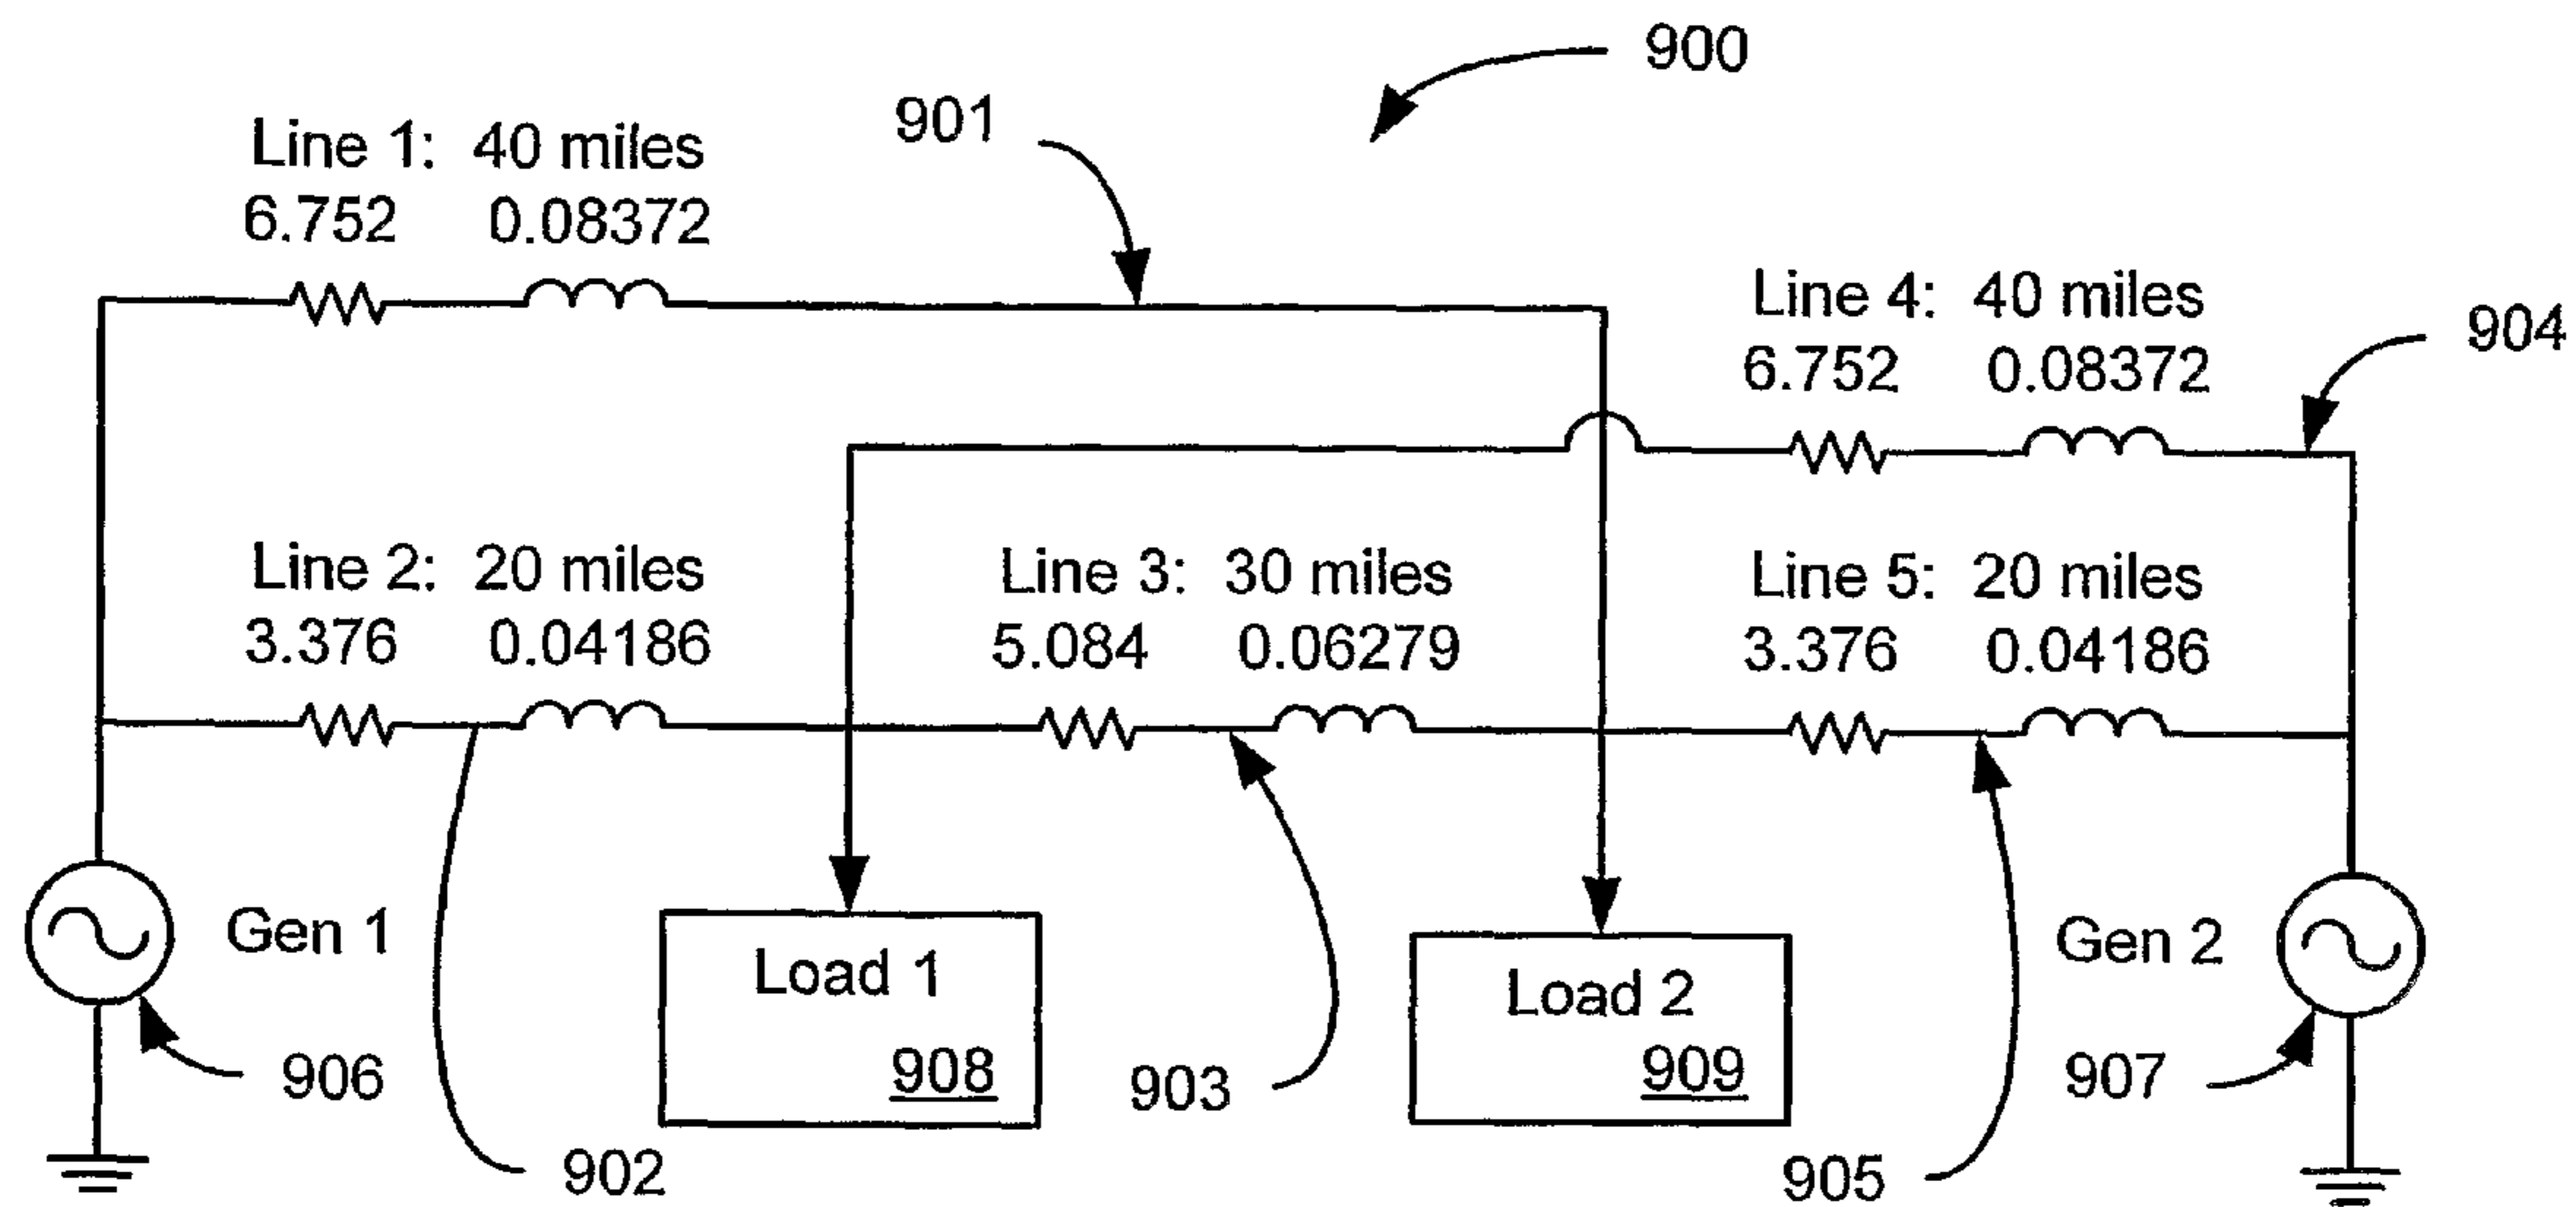 900
901
Line 1: 40 miles
6.752 0.08372
Line 4: 40 miles
6.752 0.08372
904
Line 2: 20 miles
3.376 0.04186
Line 3: 30 miles
5.084 0.06279
Line 5: 20 miles
3.376 0.04186
Gen 1
Load 1
908
Load 2
909
Gen 2
906
903
907
902
905